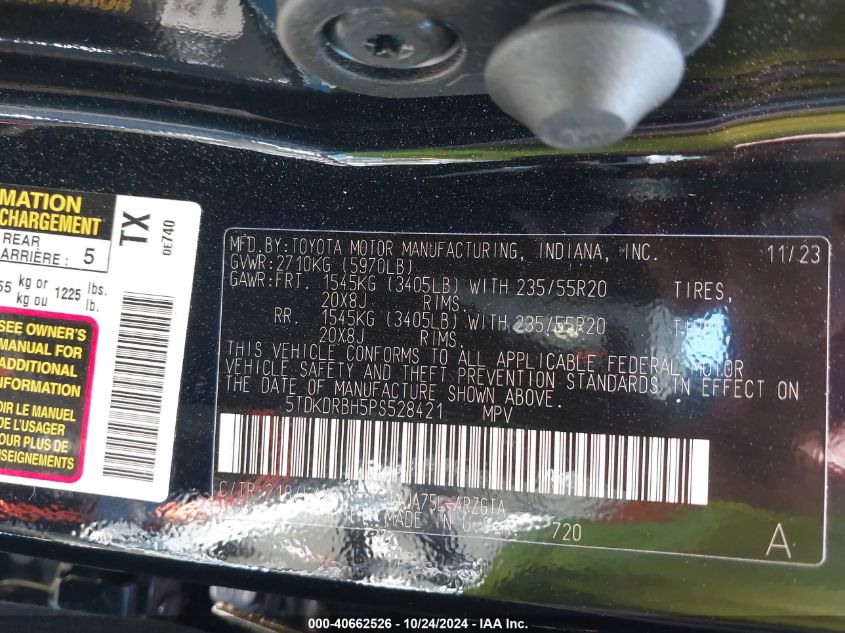 MATION
CHARGEMENT
REAR
ARRIÈRE : 5
TX
0E740
kg or 1225 lbs.
kg ou lb.
SEE OWNER'S
MANUAL FOR
ADDITIONAL
INFORMATION
LE MANUEL
DE L'USAGER
POUR PLUS DE
MFD.BY:TOYOTA MOTOR MANUFACTURING, INDIANA, INC. 11/23
GVWR:2710KG (5970LB)
GAWR:FRT. 1545KG (3405LB) WITH 235/55R20 TIRES,
20X8J RIMS.
RR. 1545KG (3405LB) WITH 235/55R20
20X8J RIMS.
THIS VEHICLE CONFORMS TO ALL APPLICABLE FEDERAL MOTOR
VEHICLE SAFETY AND THEFT PREVENTION STANDARDS IN EFFECT ON
THE DATE OF MANUFACTURE SHOWN ABOVE.
5TDKDRBH5PS528421 MPV
C/TR:218/
MADE IN U.S.A. 720
A
000-40662526 - 10/24/2024 - IAA Inc.